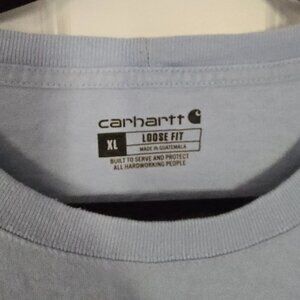 carhartt
XL LOOSE FIT
MADE IN GUATEMALA
BUILT TO SERVE AND PROTECT
ALL HARDWORKING PEOPLE